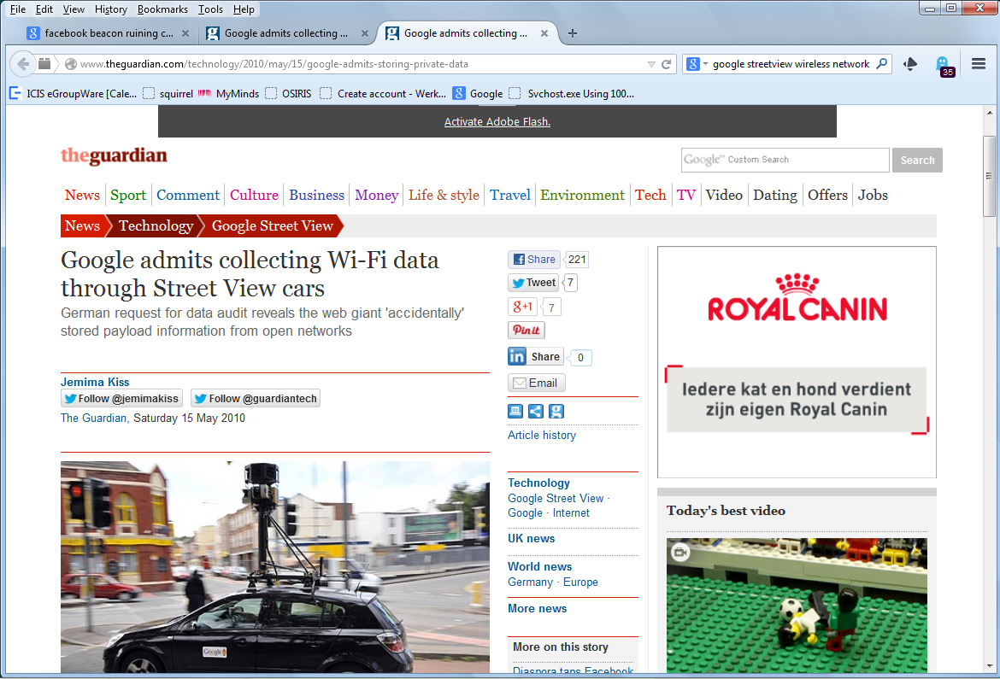 File Edit View History Bookmarks Tools Help
facebook beacon ruining c...
Google admits collecting ...
Google admits collecting ...
www.theguardian.com/technology/2010/may/15/google-admits-storing-private-data
google streetview wireless network
35
ICIS eGroupWare [Cale...
squirrel
MyMinds
OSIRIS
Create account - Werk...
Google
Svchost.exe Using 100...
Activate Adobe Flash.
theguardian
Google™ Custom Search
Search
News Sport Comment Culture Business Money Life & style Travel Environment Tech TV Video Dating Offers Jobs
News Technology Google Street View
Google admits collecting Wi-Fi data
through Street View cars
German request for data audit reveals the web giant 'accidentally'
stored payload information from open networks
Jemima Kiss
Follow @jemimakiss Follow @guardiantech
The Guardian, Saturday 15 May 2010
Google
Share 221
Tweet 7
g+1 7
Pin it
in Share 0
Email
Article history
Technology
Google Street View ·
Google · Internet
UK news
World news
Germany · Europe
More news
More on this story
Diaspora taps Facebook
ROYAL CANIN
Iedere kat en hond verdient
zijn eigen Royal Canin
Today's best video